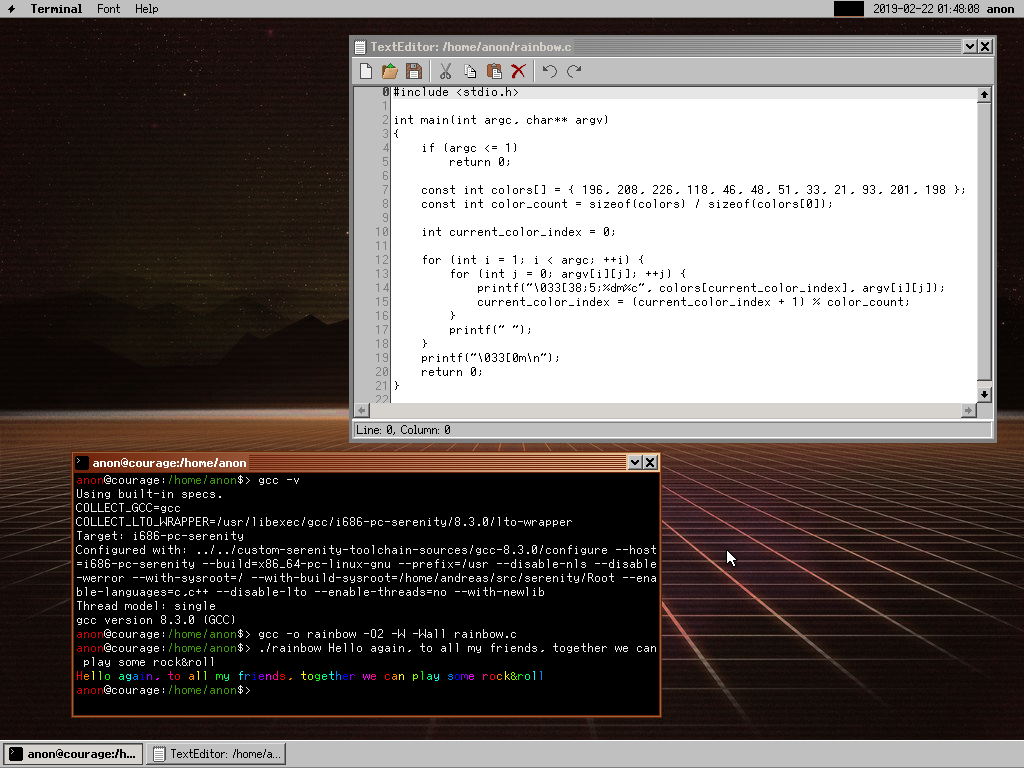 Terminal Font Help 2019-02-22 01:48:08 anon
TextEditor: /home/anon/rainbow.c
0 #include <stdio.h>
1
2 int main(int argc, char** argv)
3 {
4     if (argc <= 1)
5         return 0;
6
7     const int colors[] = { 196, 208, 226, 118, 46, 48, 51, 33, 21, 93, 201, 198 };
8     const int color_count = sizeof(colors) / sizeof(colors[0]);
9
10     int current_color_index = 0;
11
12     for (int i = 1; i < argc; ++i) {
13         for (int j = 0; argv[i][j]; ++j) {
14             printf("\033[38;5;%dm%c", colors[current_color_index], argv[i][j]);
15             current_color_index = (current_color_index + 1) % color_count;
16         }
17         printf(" ");
18     }
19     printf("\033[0m\n");
20     return 0;
21 }
22
Line: 0, Column: 0
anon@courage:/home/anon
anon@courage:/home/anon$> gcc -v
Using built-in specs.
COLLECT_GCC=gcc
COLLECT_LTO_WRAPPER=/usr/libexec/gcc/i686-pc-serenity/8.3.0/lto-wrapper
Target: i686-pc-serenity
Configured with: ../../custom-serenity-toolchain-sources/gcc-8.3.0/configure --host
=i686-pc-serenity --build=x86_64-pc-linux-gnu --prefix=/usr --disable-nls --disable
-werror --with-sysroot=/ --with-build-sysroot=/home/andreas/src/serenity/Root --ena
ble-languages=c,c++ --disable-lto --enable-threads=no --with-newlib
Thread model: single
gcc version 8.3.0 (GCC)
anon@courage:/home/anon$> gcc -o rainbow -O2 -W -Wall rainbow.c
anon@courage:/home/anon$> ./rainbow Hello again, to all my friends, together we can
 play some rock&roll
Hello again, to all my friends, together we can play some rock&roll
anon@courage:/home/anon$>
anon@courage:/h... TextEditor: /home/a...